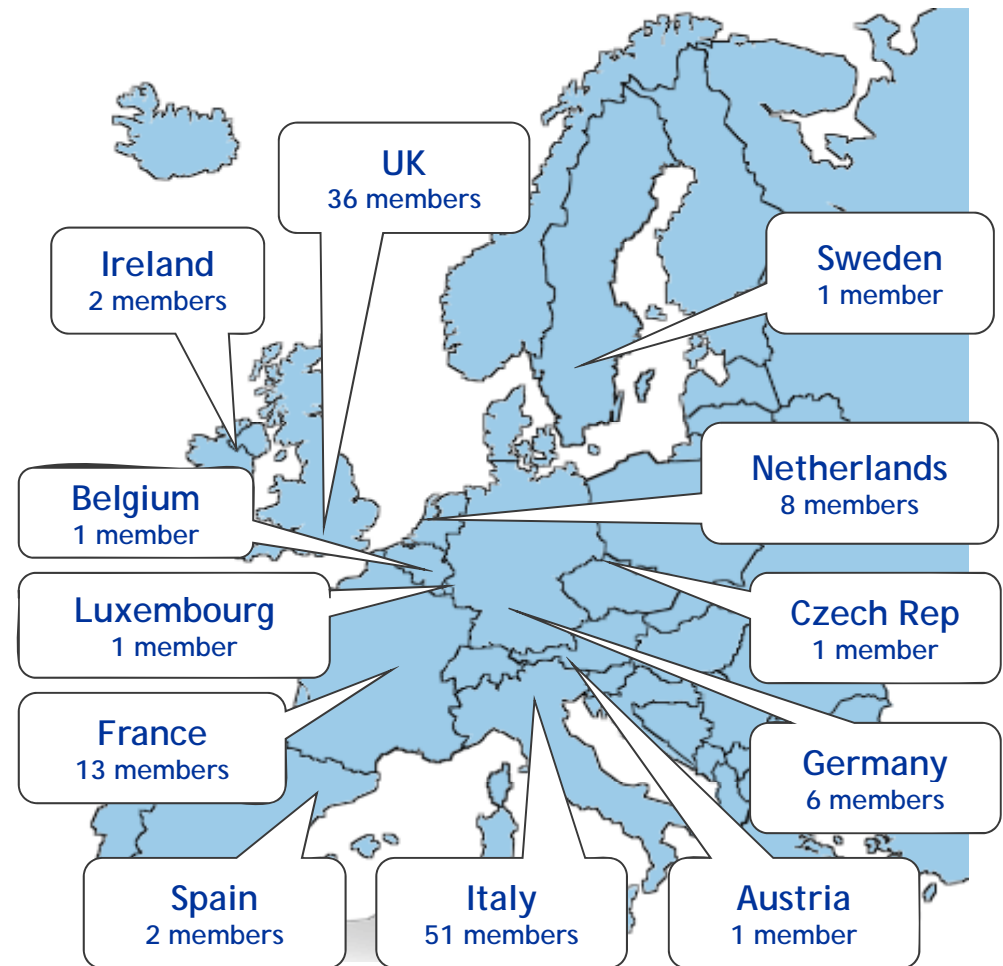 UK
36 members
Ireland
2 members
Sweden
1 member
Belgium
1 member
Netherlands
8 members
Luxembourg
1 member
Czech Rep
1 member
France
13 members
Germany
6 members
Spain
2 members
Italy
51 members
Austria
1 member